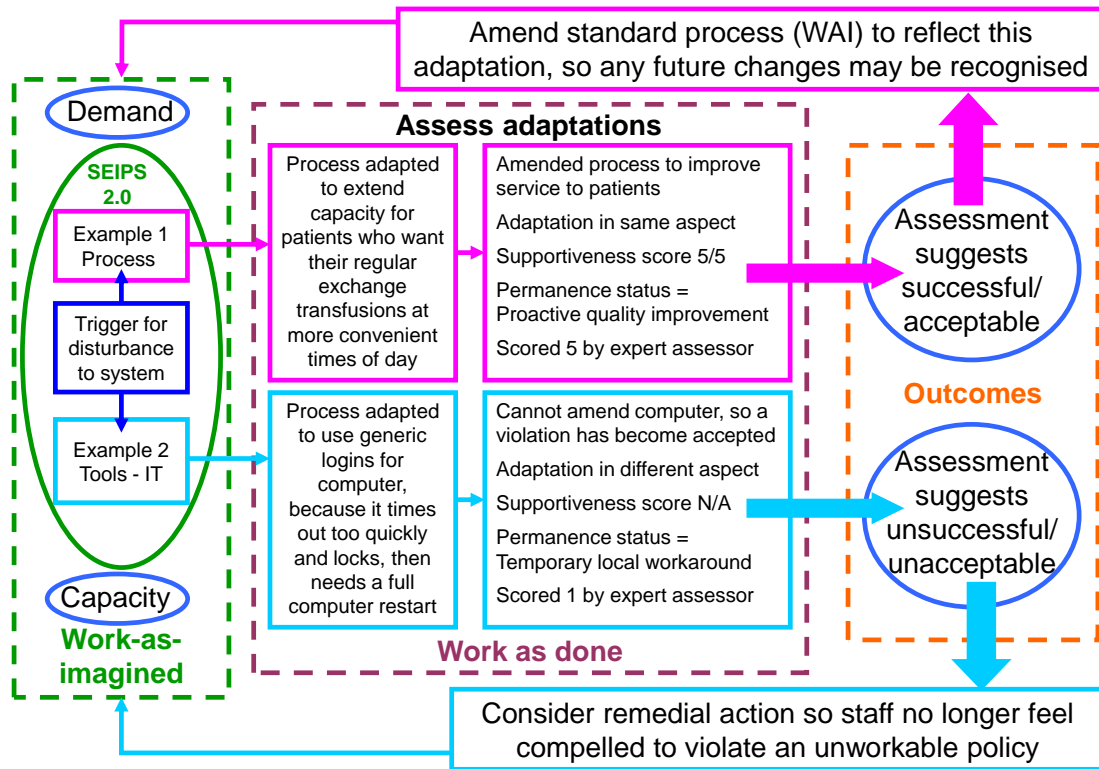 Amend standard process (WAI) to reflect this
adaptation, so any future changes may be recognised
Demand
SEIPS
2.0
Example 1
Process
Trigger for
disturbance
to system
Example 2
Tools - IT
Capacity
Work-as-
imagined
Assess adaptations
Process adapted
to extend
capacity for
patients who want
their regular
exchange
transfusions at
more convenient
times of day
Amended process to improve
service to patients
Adaptation in same aspect
Supportiveness score 5/5
Permanence status =
Proactive quality improvement
Scored 5 by expert assessor
Process adapted
to use generic
logins for
computer,
because it times
out too quickly
and locks, then
needs a full
computer restart
Cannot amend computer, so a
violation has become accepted
Adaptation in different aspect
Supportiveness score N/A
Permanence status =
Temporary local workaround
Scored 1 by expert assessor
Work as done
Assessment
suggests
successful/
acceptable
Outcomes
Assessment
suggests
unsuccessful/
unacceptable
Consider remedial action so staff no longer feel
compelled to violate an unworkable policy